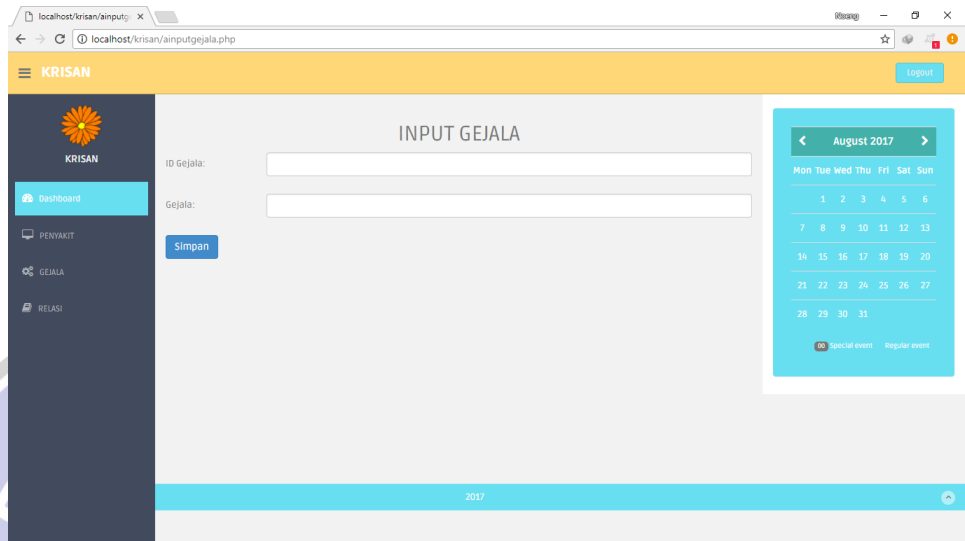 localhost/krisan/ainputg
Noeng
localhost/krisan/ainputgejala.php
1
KRISAN
Logout
KRISAN
Dashboard
PENYAKIT
GEJALA
RELASI
INPUT GEJALA
ID Gejala:
Gejala:
Simpan
August 2017
Mon Tue Wed Thu Fri Sat Sun
1 2 3 4 5 6
7 8 9 10 11 12 13
14 15 16 17 18 19 20
21 22 23 24 25 26 27
28 29 30 31
00 Special event Regular event
2017